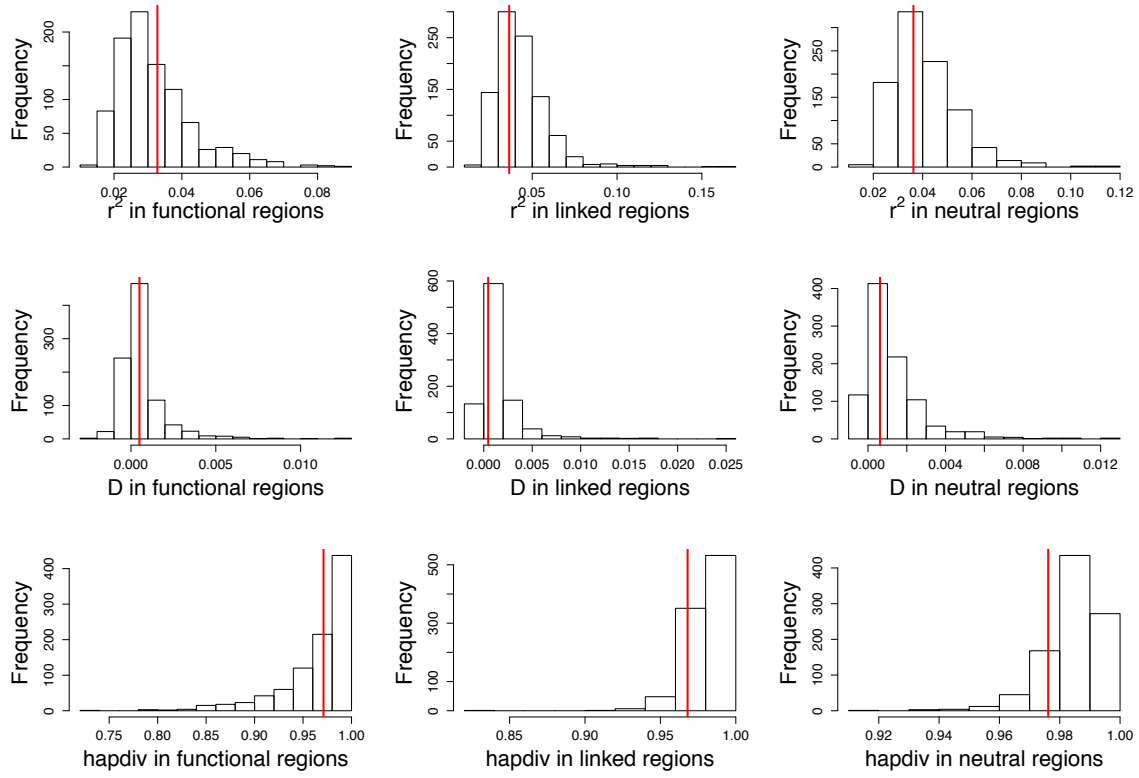 Frequency
0 50 100 150 200
0.02 0.04 0.06 0.08
r² in functional regions
Frequency
0 50 150 250
0.05 0.10 0.15
r² in linked regions
Frequency
0 50 150 250
0.02 0.04 0.06 0.08 0.10 0.12
r² in neutral regions
Frequency
0 100 300
0.000 0.005 0.010
D in functional regions
Frequency
0 200 400 600
0.000 0.005 0.010 0.015 0.020 0.025
D in linked regions
Frequency
0 100 200 300 400
0.000 0.004 0.008 0.012
D in neutral regions
Frequency
0 100 200 300 400
0.75 0.80 0.85 0.90 0.95 1.00
hapdiv in functional regions
Frequency
0 100 300 500
0.85 0.90 0.95 1.00
hapdiv in linked regions
Frequency
0 100 200 300 400
0.92 0.94 0.96 0.98 1.00
hapdiv in neutral regions